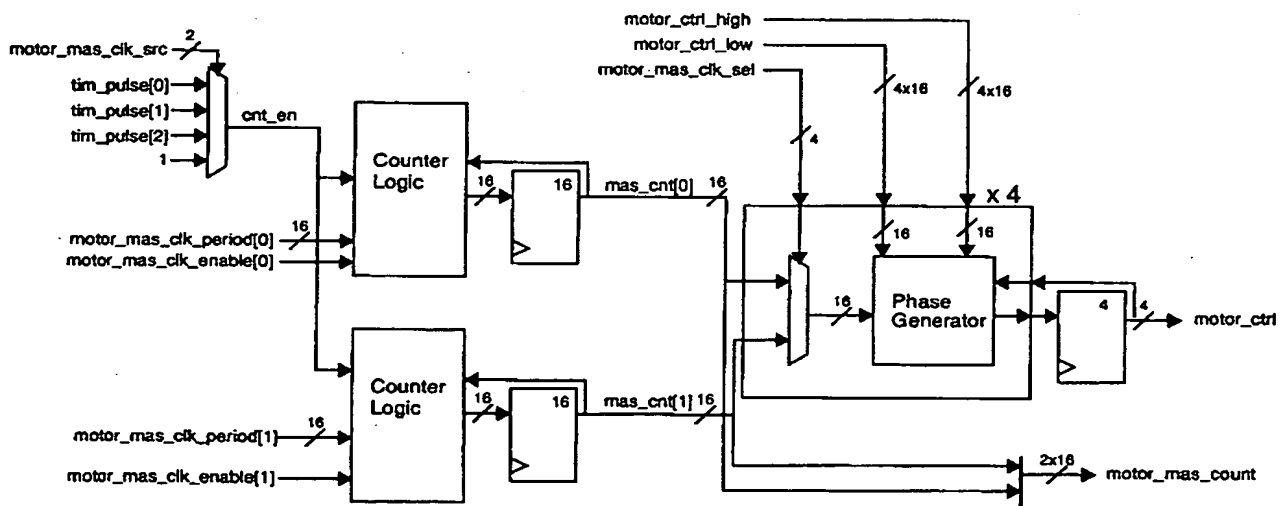 motor_ctrl_high
motor_ctrl_low
motor_mas_clk_sel
motor_mas_clk_src
2
tim_pulse[0]
tim_pulse[1]
tim_pulse[2]
1
cnt_en
4x16
4x16
4
Counter
Logic
16
16
mas_cnt[0]
16
x 4
motor_mas_clk_period[0]
16
motor_mas_clk_enable[0]
16
16
16
Phase
Generator
4
4
motor_ctrl
Counter
Logic
16
16
mas_cnt[1]
16
motor_mas_clk_period[1]
16
motor_mas_clk_enable[1]
2x16
motor_mas_count